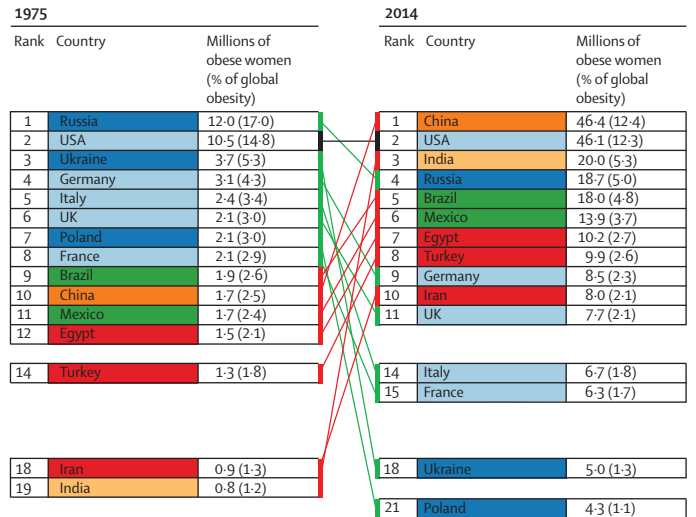 1975
Rank Country Millions of
obese women
(% of global
obesity)
1 Russia 12·0 (17·0)
2 USA 10·5 (14·8)
3 Ukraine 3·7 (5·3)
4 Germany 3·1 (4·3)
5 Italy 2·4 (3·4)
6 UK 2·1 (3·0)
7 Poland 2·1 (3·0)
8 France 2·1 (2·9)
9 Brazil 1·9 (2·6)
10 China 1·7 (2·5)
11 Mexico 1·7 (2·4)
12 Egypt 1·5 (2·1)
14 Turkey 1·3 (1·8)
18 Iran 0·9 (1·3)
19 India 0·8 (1·2)
2014
Rank Country Millions of
obese women
(% of global
obesity)
1 China 46·4 (12·4)
2 USA 46·1 (12·3)
3 India 20·0 (5·3)
4 Russia 18·7 (5·0)
5 Brazil 18·0 (4·8)
6 Mexico 13·9 (3·7)
7 Egypt 10·2 (2·7)
8 Turkey 9·9 (2·6)
9 Germany 8·5 (2·3)
10 Iran 8·0 (2·1)
11 UK 7·7 (2·1)
14 Italy 6·7 (1·8)
15 France 6·3 (1·7)
18 Ukraine 5·0 (1·3)
21 Poland 4·3 (1·1)